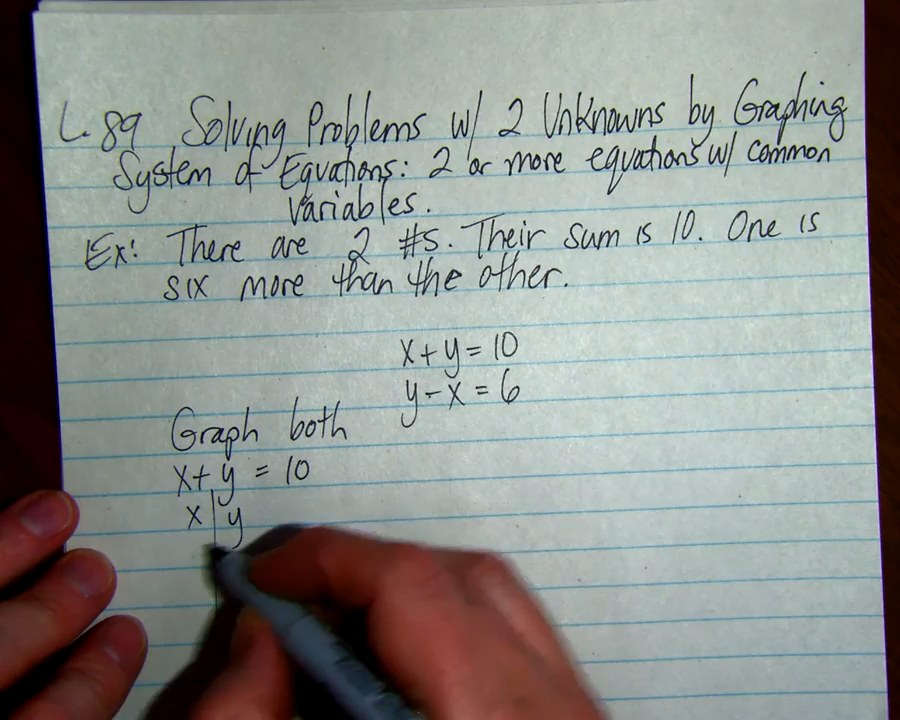 L. 89 Solving Problems w/ 2 Unknowns by Graphing
System of Equations: 2 or more equations w/ common
variables.
Ex: There are 2 #s. Their sum is 10. One is
six more than the other.
x+y=10
y-x=6
Graph both
x+y=10
x | y